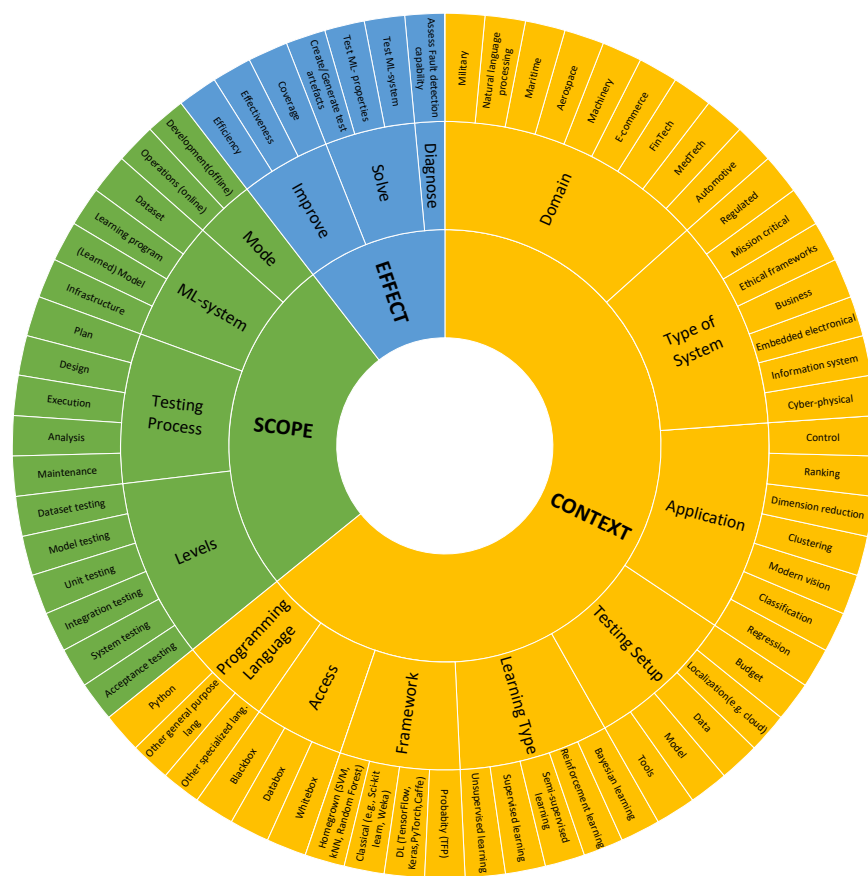 EFFECT
Improve
Efficiency
Effectiveness
Coverage
Solve
Create/Generate test
artefacts
Test ML- properties
Test ML-system
Diagnose
Assess Fault detection
capability
CONTEXT
Domain
Military
Natural language
processing
Maritime
Aerospace
Machinery
E-commerce
FinTech
MedTech
Automotive
Type of
System
Regulated
Mission critical
Ethical frameworks
Business
Embedded electronical
Information system
Cyber-physical
Application
Control
Ranking
Dimension reduction
Clustering
Modern vision
Classification
Regression
Testing Setup
Budget
Localization(e.g. cloud)
Data
Model
Tools
Learning Type
Bayesian learning
Reinforcement learning
Semi-supervised
learning
Supervised learning
Unsupervised learning
Framework
Probabity (TFP)
DL (TensorFlow,
Keras,PyTorch,Caffe)
Classical (e.g., Sci-kit
learn, Weka)
Homegrown (SVM,
kNN, Random Forest)
Access
Whitebox
Databox
Blackbox
Programming
Language
Other specialized lang.
Other general purpose
lang
Python
SCOPE
Levels
Acceptance testing
System testing
Integration testing
Unit testing
Model testing
Dataset testing
Testing
Process
Maintenance
Analysis
Execution
Design
Plan
ML-system
Infrastructure
(Learned) Model
Learning program
Dataset
Mode
Operations (online)
Development(offline)